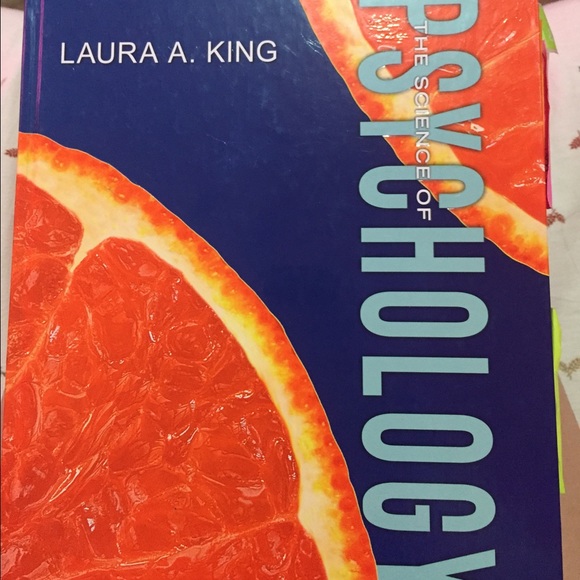 LAURA A. KING
THE SCIENCE OF
PSYCHOLOGY